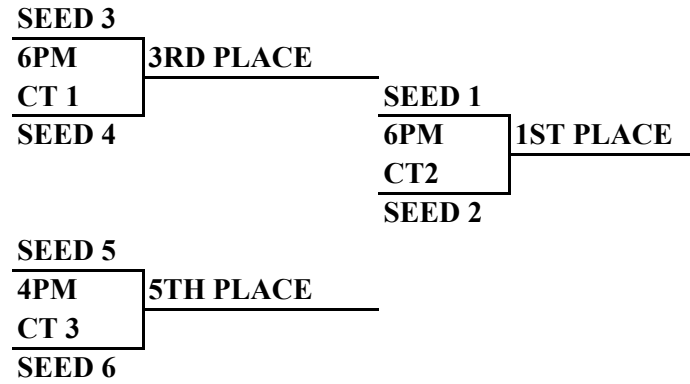 SEED 3
6PM
3RD PLACE
CT 1
SEED 4
SEED 1
6PM
1ST PLACE
CT2
SEED 2
SEED 5
4PM
5TH PLACE
CT 3
SEED 6